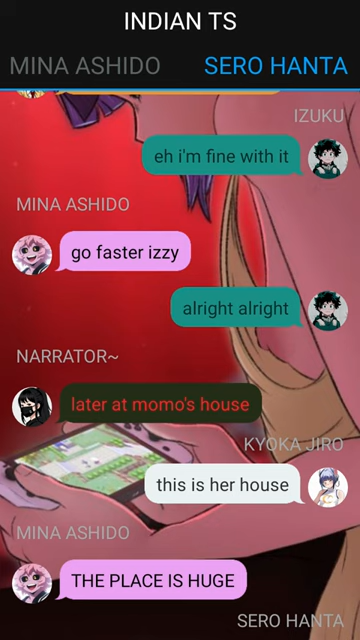 INDIAN TS
MINA ASHIDO SERO HANTA
IZUKU
eh i'm fine with it
MINA ASHIDO
go faster izzy
alright alright
NARRATOR~
later at momo's house
KYOKA JIRO
this is her house
MINA ASHIDO
THE PLACE IS HUGE
SERO HANTA